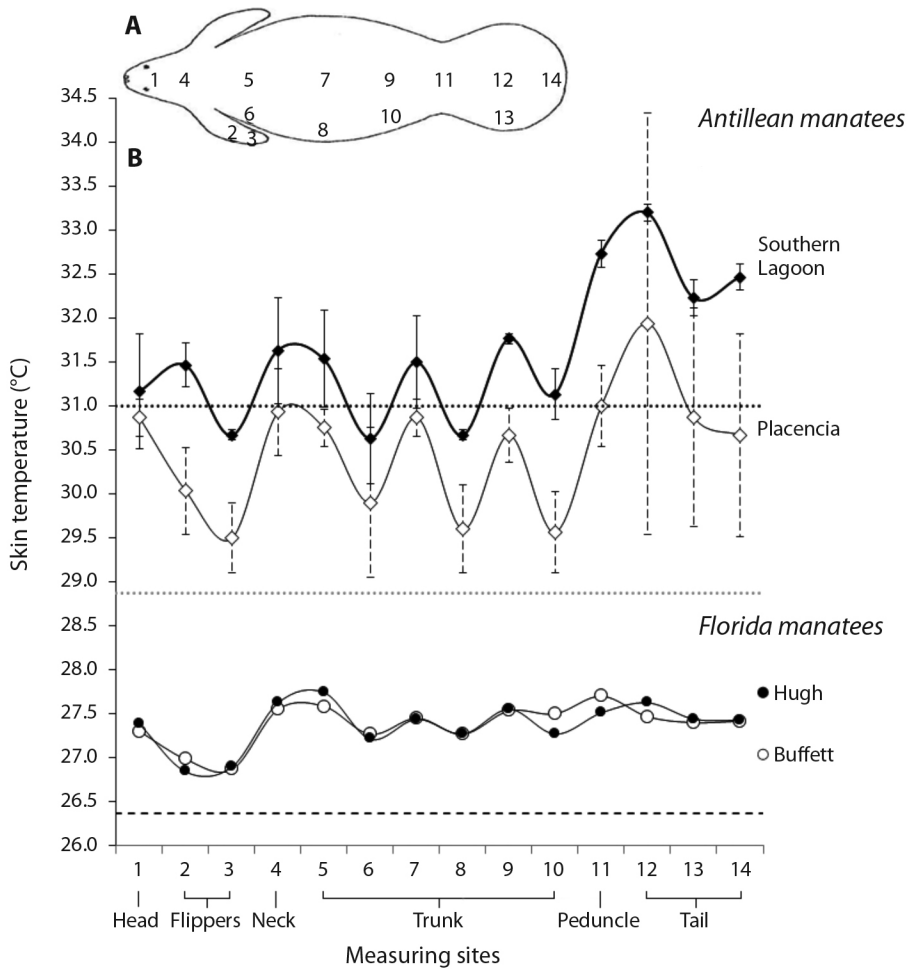 A
1 4 5 7 9 11 12 14
6 10 13
2 3 8
B
Antillean manatees
34.5
34.0
33.5
33.0
32.5
32.0
31.5
31.0
30.5
30.0
29.5
29.0
28.5
28.0
27.5
27.0
26.5
26.0
Skin temperature (°C)
Southern
Lagoon
Placencia
Florida manatees
Hugh
Buffett
1 2 3 4 5 6 7 8 9 10 11 12 13 14
Head Flippers Neck Trunk Peduncle Tail
Measuring sites